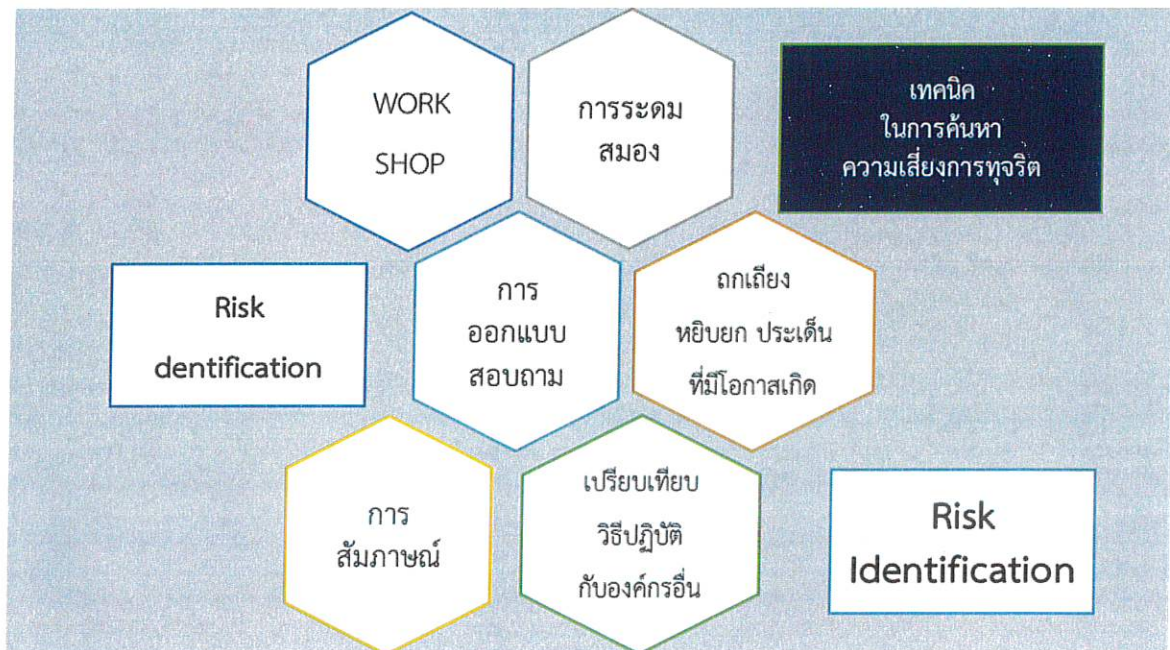 WORK
SHOP
การระดม
สมอง
เทคนิค
ในการค้นหา
ความเสี่ยงการทุจริต
Risk
dentification
การ
ออกแบบ
สอบถาม
ถกเถียง
หยิบยก ประเด็น
ที่มีโอกาสเกิด
การ
สัมภาษณ์
เปรียบเทียบ
วิธีปฏิบัติ
กับองค์กรอื่น
Risk
Identification